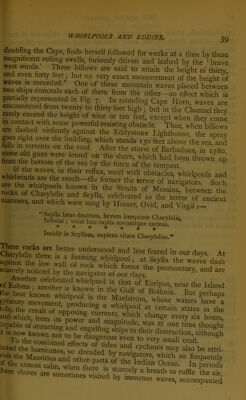 WHIRLPOOLS AND EDDIES. 39
doubling the Cape, finds herself followed for weeks at a time by these
magnificent rolling swells, furiously driven and lashed by the ' brave
west winds.' These billows are said to attain the height of thirty,
and even forty feet; but no very exact measurement of the height of
waves is recorded." One of these mountain waves placed between
two ships conceals each of them from the other—an effect which is
partially represented in Fig. 7. In rounding Cape Horn, waves are
encountered from twenty to thirty feet high; but in the Channel they
rarely exceed the height of nine or ten feet, except when they come
in contact with some powerful resisting obstacle. Thus, when billows
are dashed violently against the Eddystone Lighthouse, the spray
goes right over the building, which stands 130 feet above the sea, and
falls in torrents on the roof. After the storm of Barbadoes, in 1780,
some old guns were found on the shore, which had been thrown up
from the bottom of the sea by the force of the tempest.
If the waves, in their reflux, meet with obstacles, whirlpools and
whirlwinds are the result—the former the terror of navigators. Such
are the whirlpools known in the Straits of Messina, between the
rocks of Charybdis and Scylla, celebrated as the terror of ancient
mariners, and which were sung by Homer, Ovid, and Virgil:—
"Scylla latus dextrum, lævum irrequieta Charybdis,
Infestat; vorat hæc raptas revomitque carinas.
* * * * *
Incidit in Scyllam, cupiens vitare Charybdim."
These rocks are better understood and less feared in our days. At
Charybdis there is a foaming whirlpool; at Scylla the waves dash
against the low wall of rock which forms the promontory, and are
scarcely noticed by the navigator of our days.
Another celebrated whirlpool is that of Euripus, near the Island
of Eubœa; another is known in the Gulf of Bothnia. But perhaps
the best known whirlpool is the Maelström, whose waters have a
gyratory movement, producing a whirlpool at certain states of the
tide, the result of opposing currents, which change every six hours,
and which, from its power and magnitude, was at one time thought
capable of attracting and engulfing ships to their destruction, although
it is now known not to be dangerous even to very small craft.
To the combined effects of tides and cyclones may also be attri-
buted the hurricanes, so dreaded by navigators, which so frequently
visit the Mauritius and other parts of the Indian Ocean. In periods
of the utmost calm, when there is scarcely a breath to ruffle the air,
these shores are sometimes visited by immense waves, accompanied